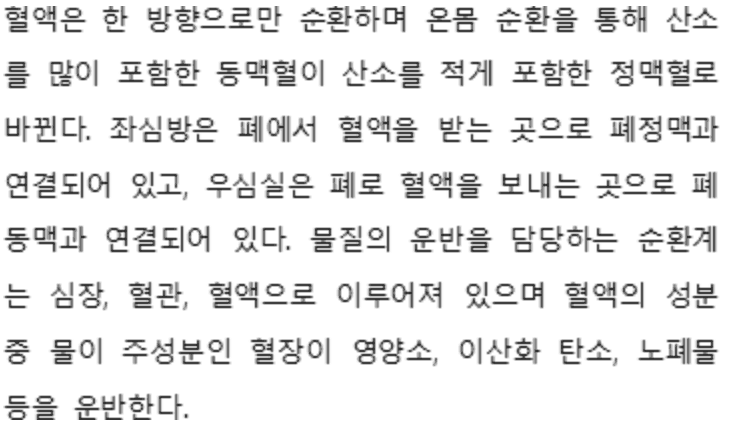 혈액은 한 방향으로만 순환하며 온몸 순환을 통해 산소
를 많이 포함한 동맥혈이 산소를 적게 포함한 정맥혈로
바뀐다. 좌심방은 폐에서 혈액을 받는 곳으로 폐정맥과
연결되어 있고, 우심실은 폐로 혈액을 보내는 곳으로 폐
동맥과 연결되어 있다. 물질의 운반을 담당하는 순환계
는 심장, 혈관, 혈액으로 이루어져 있으며 혈액의 성분
중 물이 주성분인 혈장이 영양소, 이산화 탄소, 노폐물
등을 운반한다.